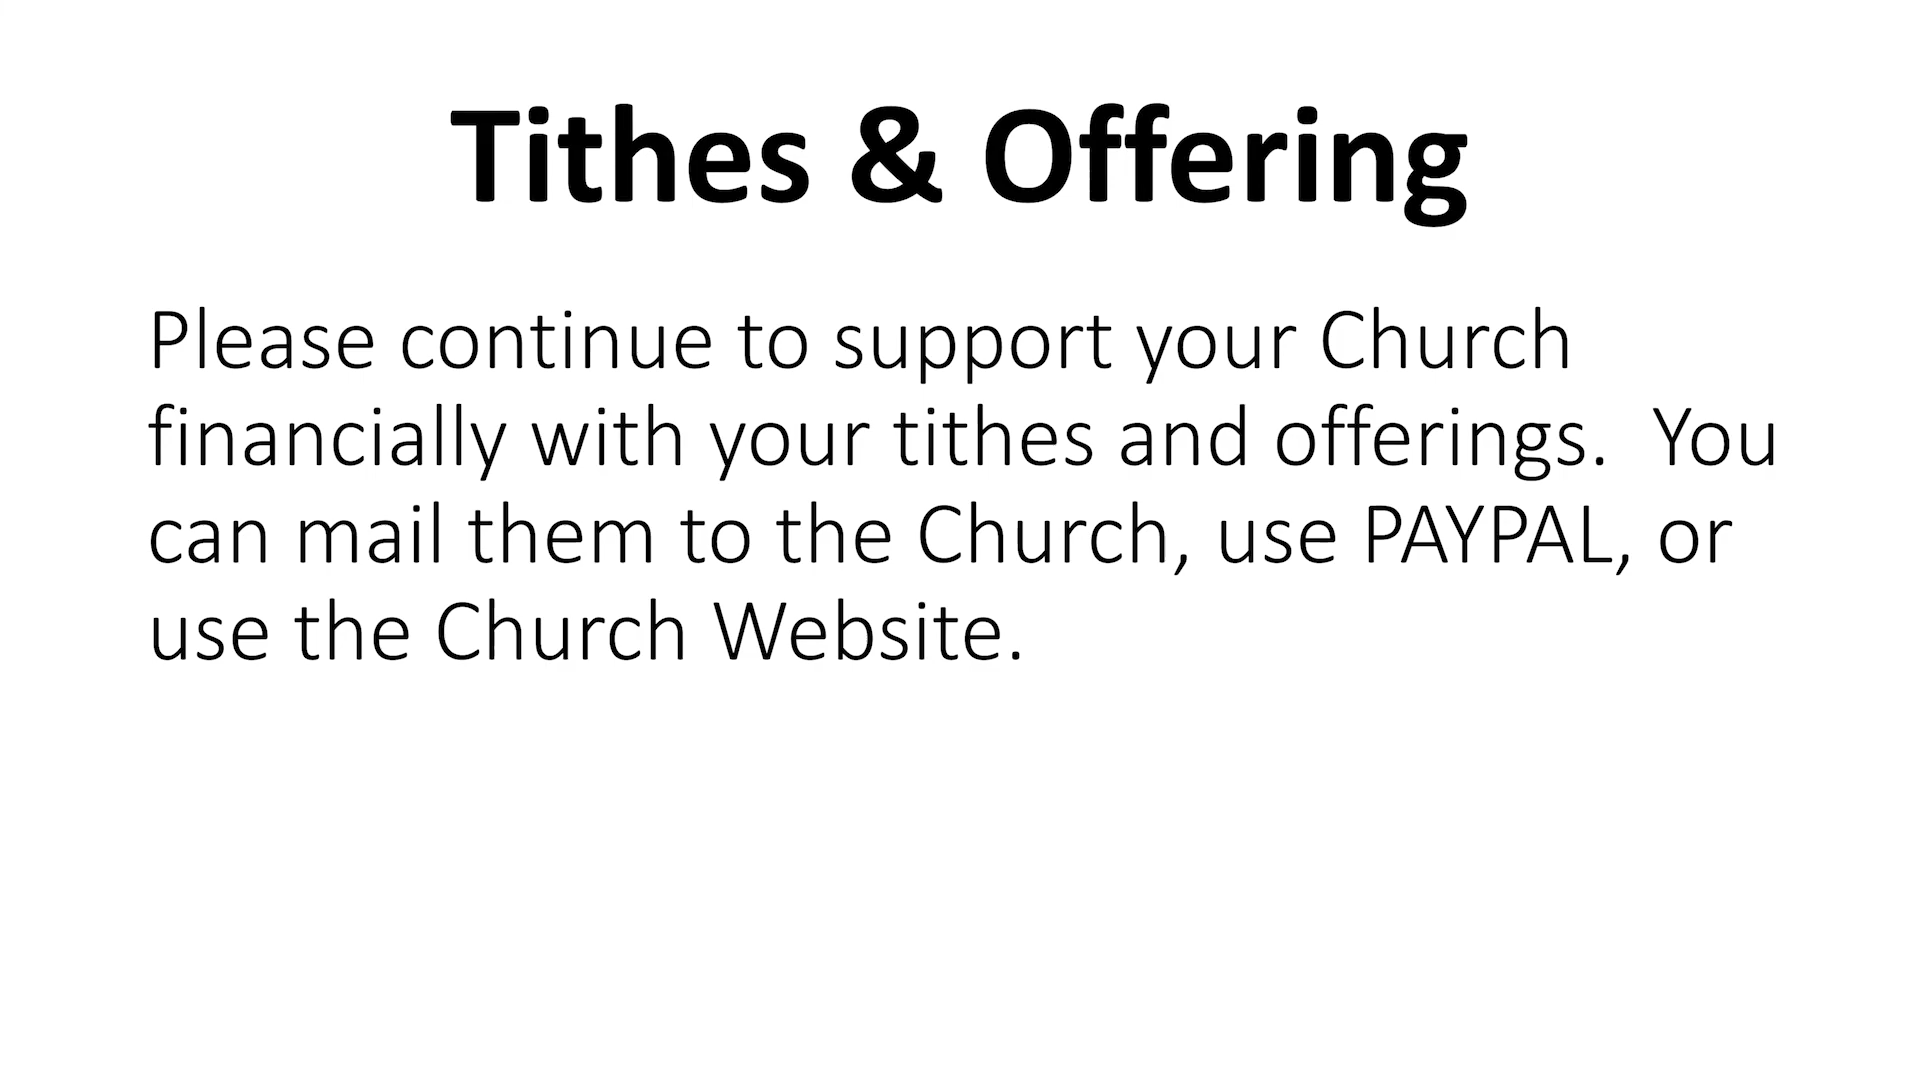 Tithes & Offering
Please continue to support your Church
financially with your tithes and offerings.  You
can mail them to the Church, use PAYPAL, or
use the Church Website.